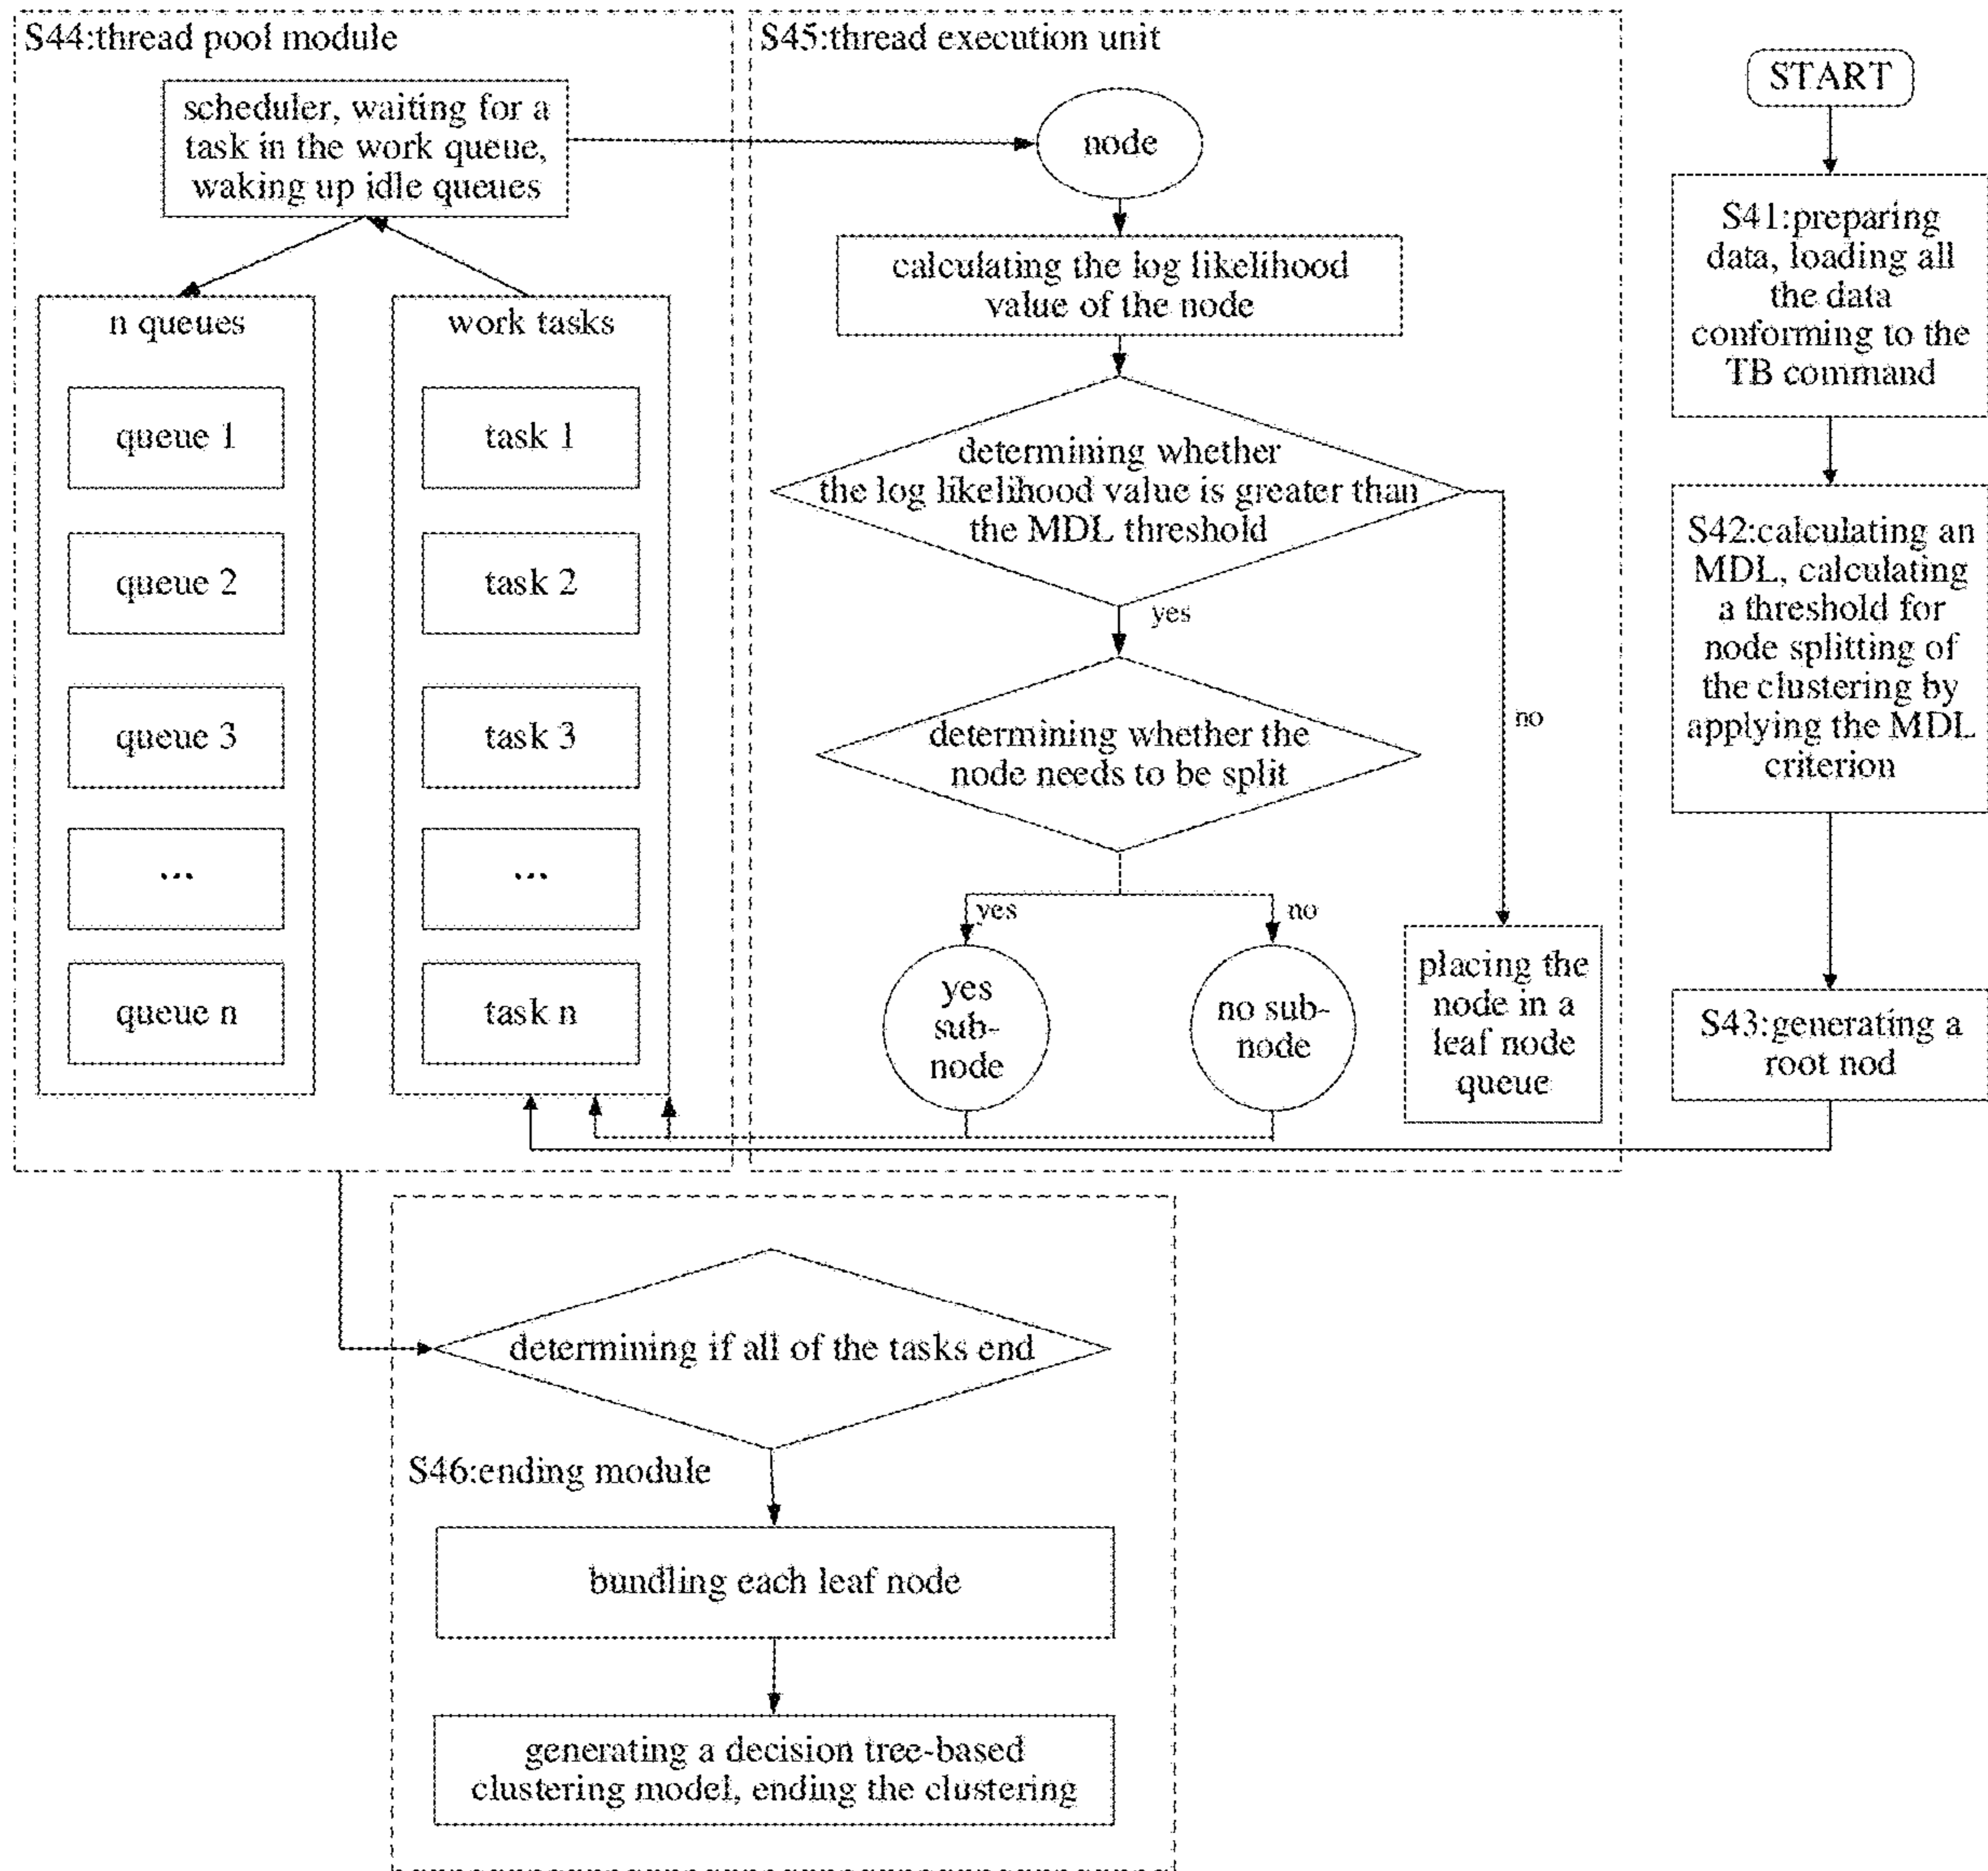 S44:thread pool module
scheduler, waiting for a
task in the work queue,
waking up idle queues
n queues
queue 1
queue 2
queue 3
...
queue n
work tasks
task 1
task 2
task 3
...
task n
S45:thread execution unit
node
calculating the log likelihood
value of the node
determining whether
the log likelihood value is greater than
the MDL threshold
yes
no
determining whether the
node needs to be split
yes
no
yes
sub-
node
no sub-
node
placing the
node in a
leaf node
queue
START
S41:preparing
data, loading all
the data
conforming to the
TB command
S42:calculating an
MDL, calculating
a threshold for
node splitting of
the clustering by
applying the MDL
criterion
S43:generating a
root nod
determining if all of the tasks end
S46:ending module
bundling each leaf node
generating a decision tree-based
clustering model, ending the clustering